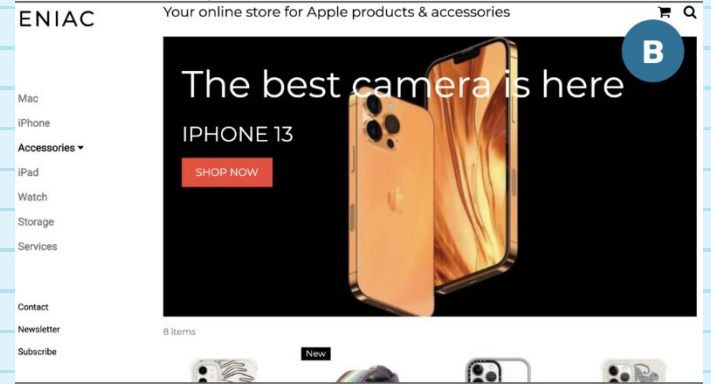 ENIAC
Your online store for Apple products & accessories
B
The best camera is here
IPHONE 13
SHOP NOW
Mac
iPhone
Accessories
iPad
Watch
Storage
Services
Contact
Newsletter
Subscribe
8 items
New